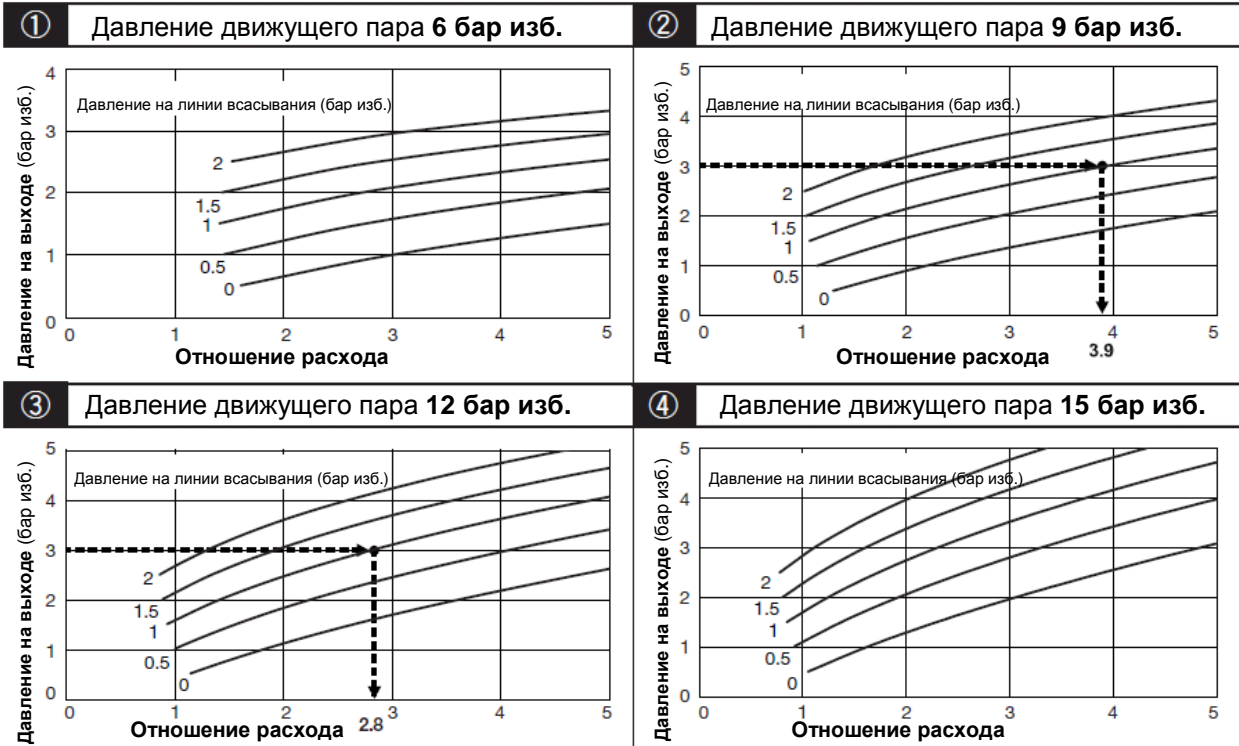 ① Давление движущего пара 6 бар изб.
Давление на выходе (бар изб.)
Давление на линии всасывания (бар изб.)
4
3
2
1
0
2
1.5
1
0.5
0
0 1 2 3 4 5
Отношение расхода
② Давление движущего пара 9 бар изб.
Давление на выходе (бар изб.)
Давление на линии всасывания (бар изб.)
5
4
3
2
1
0
2
1.5
1
0.5
0
0 1 2 3 4 5
3.9
Отношение расхода
③ Давление движущего пара 12 бар изб.
Давление на выходе (бар изб.)
Давление на линии всасывания (бар изб.)
5
4
3
2
1
0
2
1.5
1
0.5
0
0 1 2 3 4 5
2.8
Отношение расхода
④ Давление движущего пара 15 бар изб.
Давление на выходе (бар изб.)
Давление на линии всасывания (бар изб.)
5
4
3
2
1
0
2
1.5
1
0.5
0
0 1 2 3 4 5
Отношение расхода